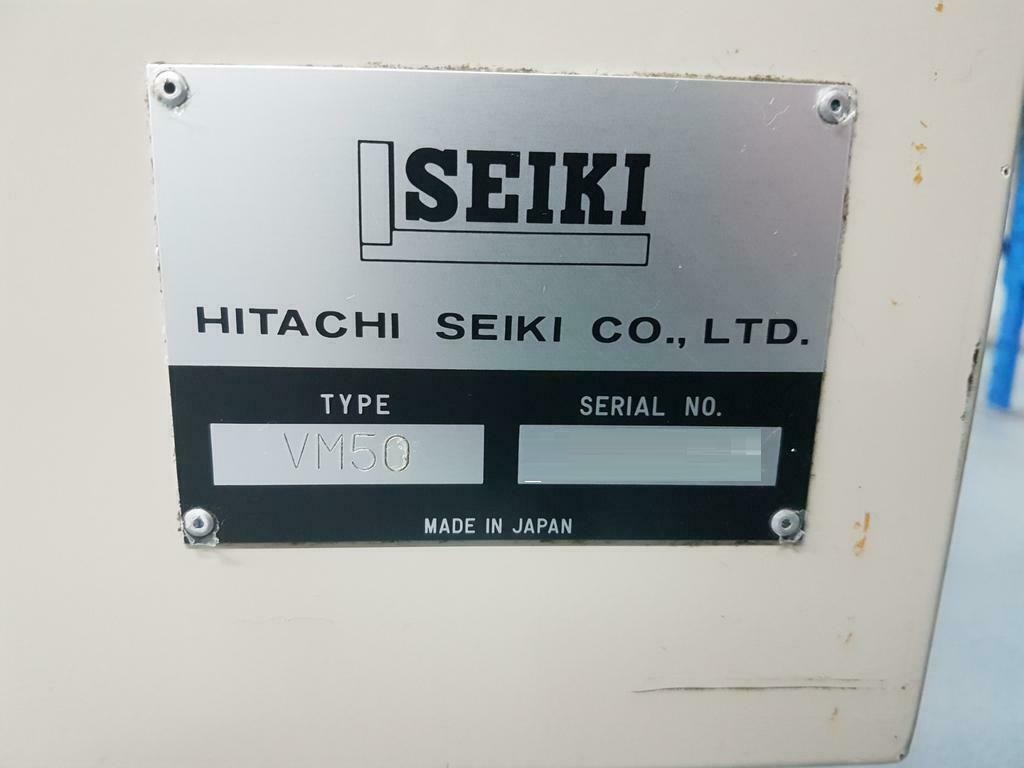 SEIKI
HITACHI SEIKI CO., LTD.
TYPE SERIAL NO.
VM50
MADE IN JAPAN